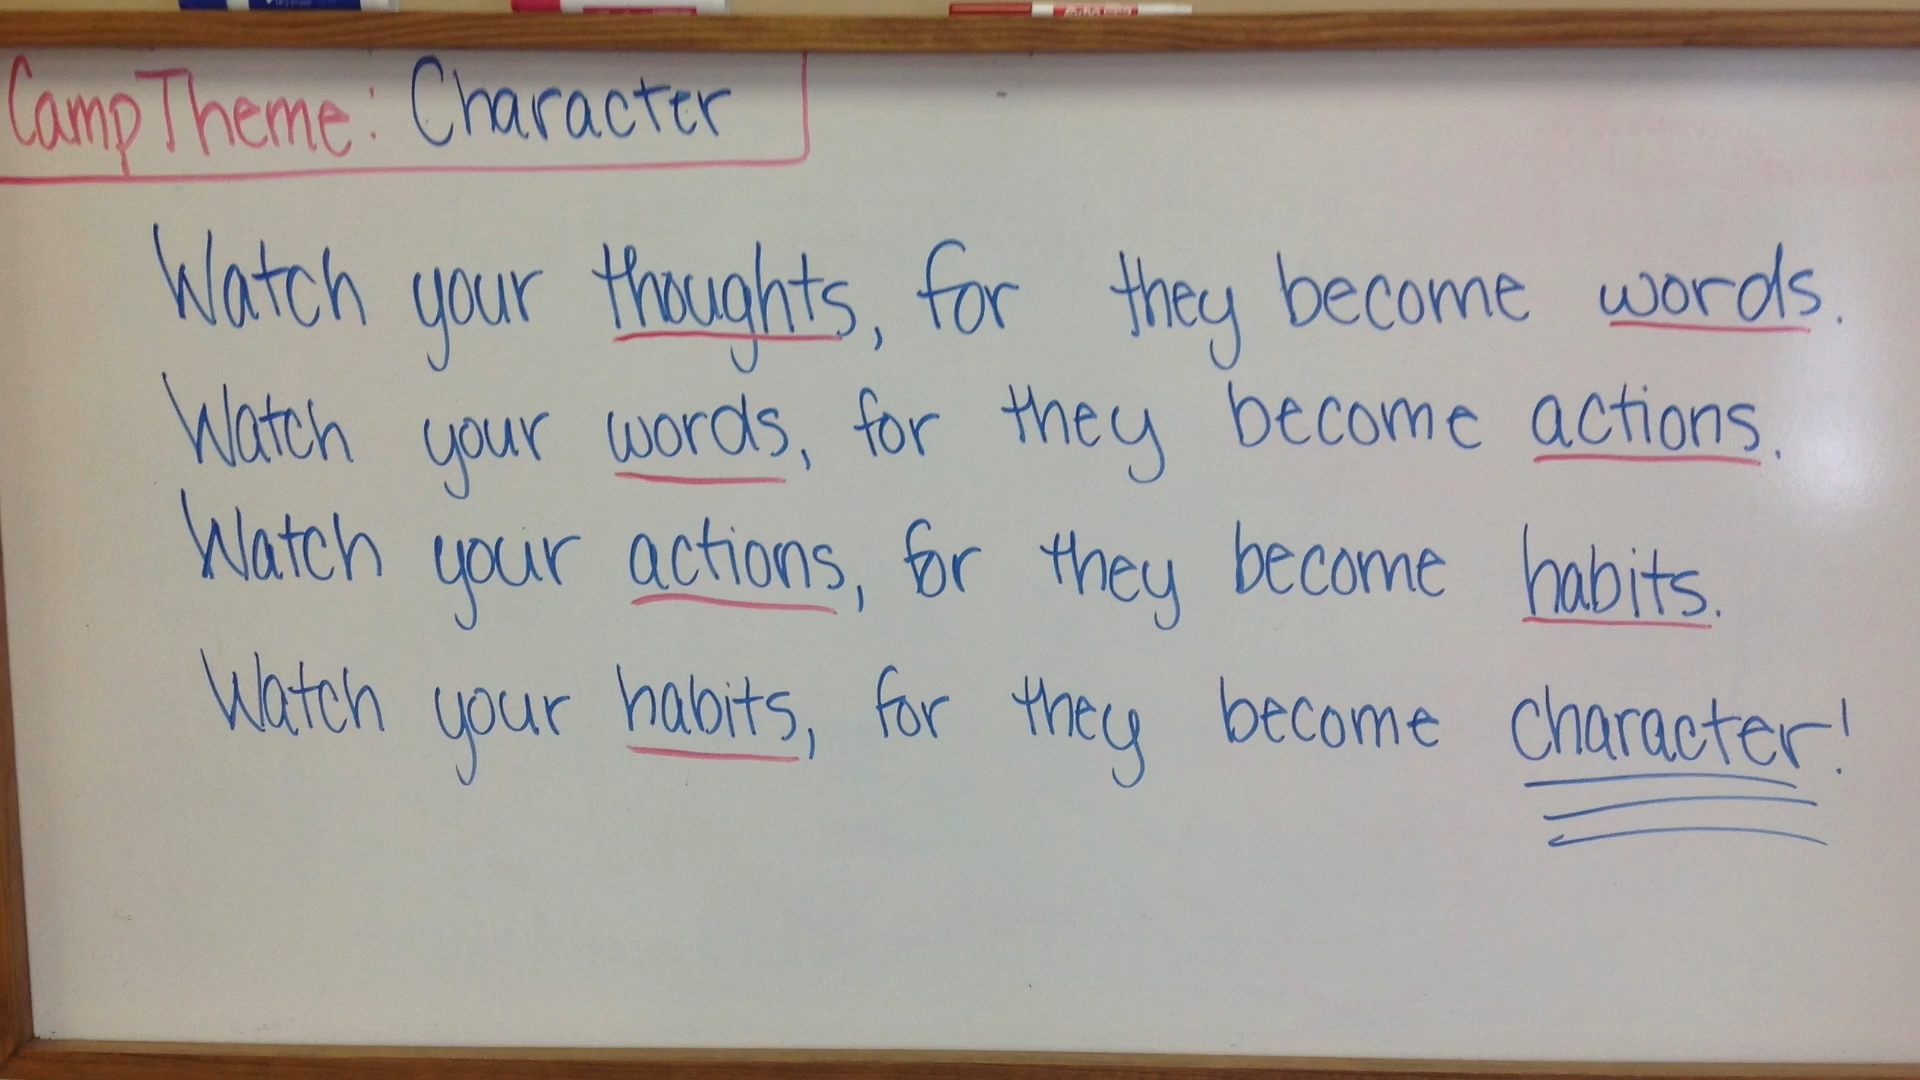 Camp Theme: Character
Watch your thoughts, for they become words.
Watch your words, for they become actions.
Watch your actions, for they become habits.
Watch your habits, for they become character!